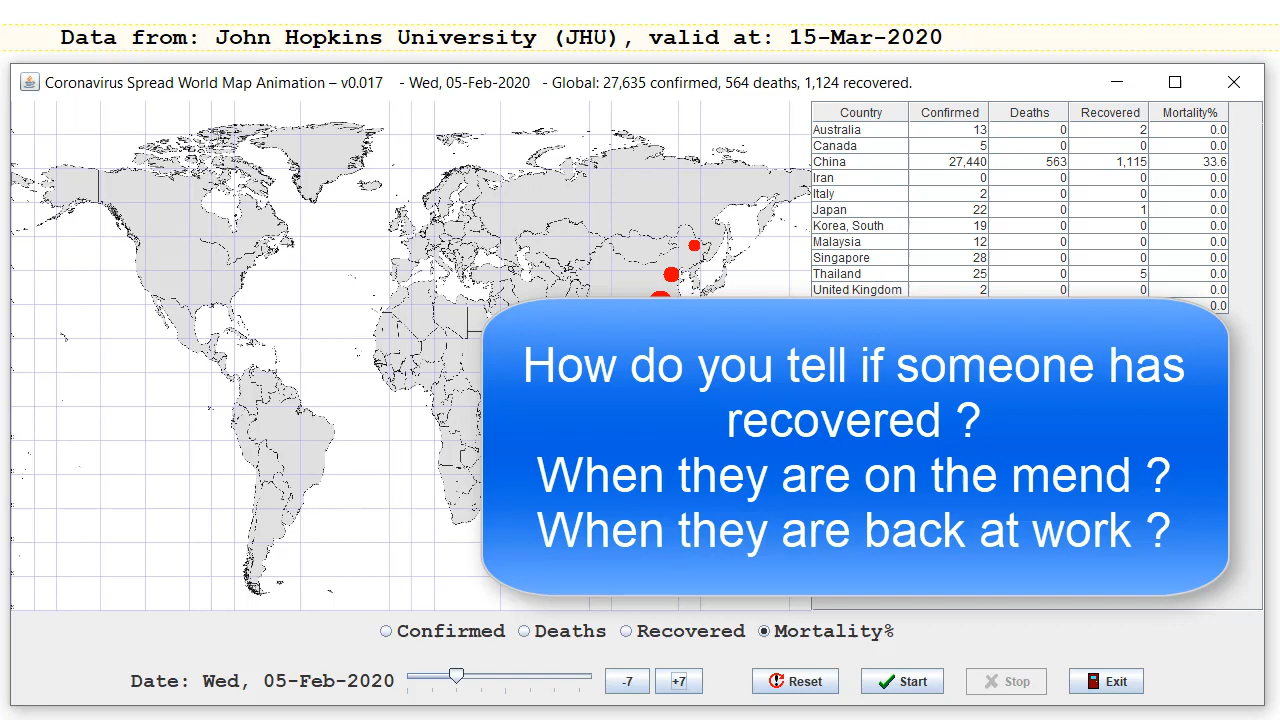 Data from: John Hopkins University (JHU), valid at: 15-Mar-2020
Coronavirus Spread World Map Animation – v0.017 - Wed, 05-Feb-2020 - Global: 27,635 confirmed, 564 deaths, 1,124 recovered.
Country Confirmed Deaths Recovered Mortality%
Australia 13 0 2 0.0
Canada 5 0 0 0.0
China 27,440 563 1,115 33.6
Iran 0 0 0 0.0
Italy 2 0 0 0.0
Japan 22 0 1 0.0
Korea, South 19 0 0 0.0
Malaysia 12 0 0 0.0
Singapore 28 0 0 0.0
Thailand 25 0 5 0.0
United Kingdom 2 0 0 0.0
0.0
How do you tell if someone has
recovered ?
When they are on the mend ?
When they are back at work ?
Confirmed Deaths Recovered Mortality%
Date: Wed, 05-Feb-2020 -7 +7 Reset Start Stop Exit